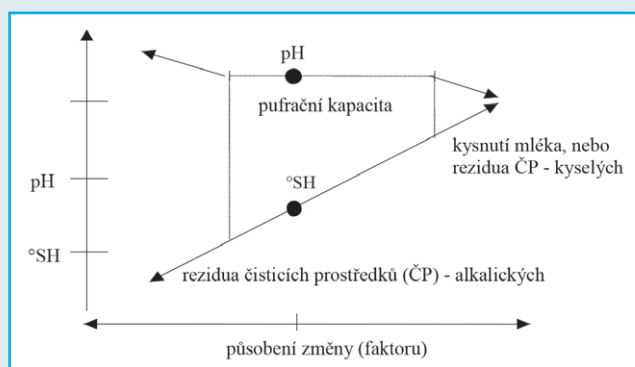 pH
pufrační kapacita
kysnutí mléka, nebo
rezidua ČP - kyselých
pH
°SH
°SH
rezidua čisticích prostředků (ČP) - alkalických
působení změny (faktoru)